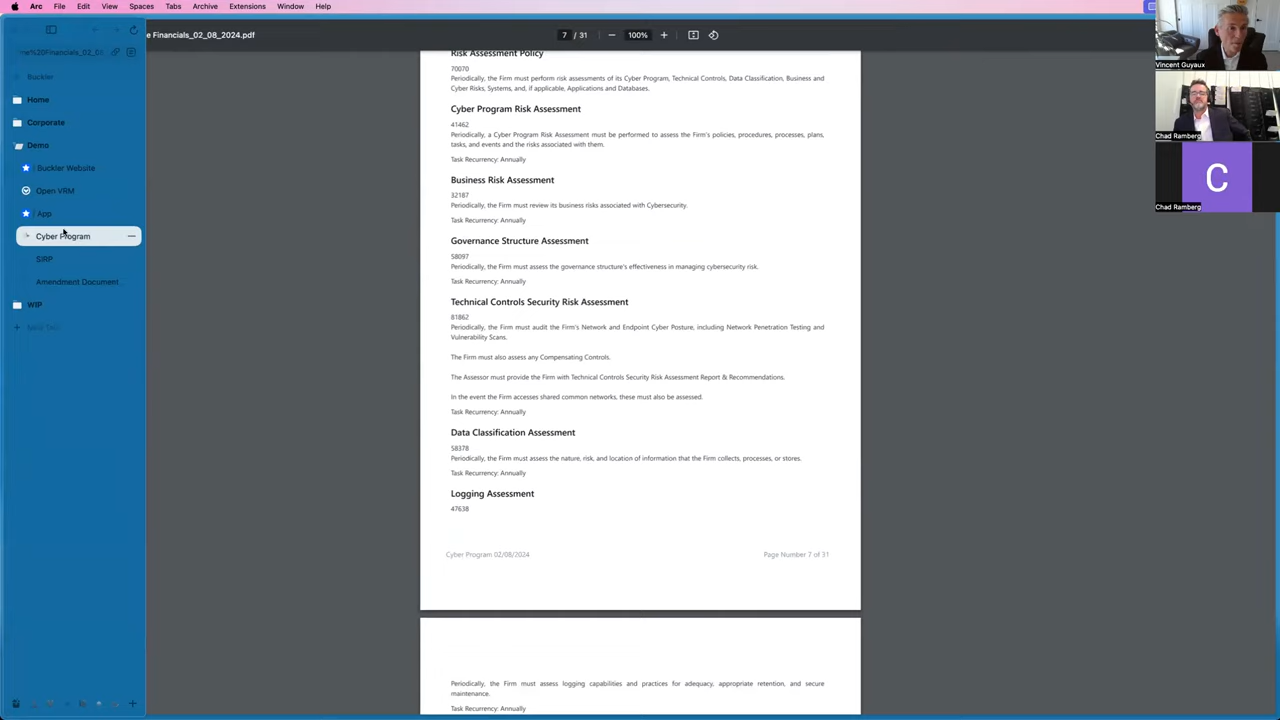 Arc File Edit View Spaces Tabs Archive Extensions Window Help
e Financials_02_08_2024.pdf
7 / 31
100%
Buckler
Home
Corporate
Demo
| Buckler Website
Open VRM
| App
Cyber Program
SIRP
Amendment Document...
WIP
New Tab
Risk Assessment Policy
70070
Periodically, the Firm must perform risk assessments of its Cyber Program, Technical Controls, Data Classification, Business and
Cyber Risks, Systems, and, if applicable, Applications and Databases.
Cyber Program Risk Assessment
41462
Periodically, a Cyber Program Risk Assessment must be performed to assess the Firm's policies, procedures, processes, plans,
tasks, and events and the risks associated with them.
Task Recurrency: Annually
Business Risk Assessment
32187
Periodically, the Firm must review its business risks associated with Cybersecurity.
Task Recurrency: Annually
Governance Structure Assessment
58097
Periodically, the Firm must assess the governance structure's effectiveness in managing cybersecurity risk.
Task Recurrency: Annually
Technical Controls Security Risk Assessment
81862
Periodically, the Firm must audit the Firm's Network and Endpoint Cyber Posture, including Network Penetration Testing and
Vulnerability Scans.
The Firm must also assess any Compensating Controls.
The Assessor must provide the Firm with Technical Controls Security Risk Assessment Report & Recommendations.
In the event the Firm accesses shared common networks, these must also be assessed.
Task Recurrency: Annually
Data Classification Assessment
58378
Periodically, the Firm must assess the nature, risk, and location of information that the Firm collects, processes, or stores.
Task Recurrency: Annually
Logging Assessment
47638
Cyber Program 02/08/2024
Page Number 7 of 31
Periodically, the Firm must assess logging capabilities and practices for adequacy, appropriate retention, and secure
maintenance.
Task Recurrency: Annually
Vincent Guyaux
Chad Ramberg
C
Chad Ramberg